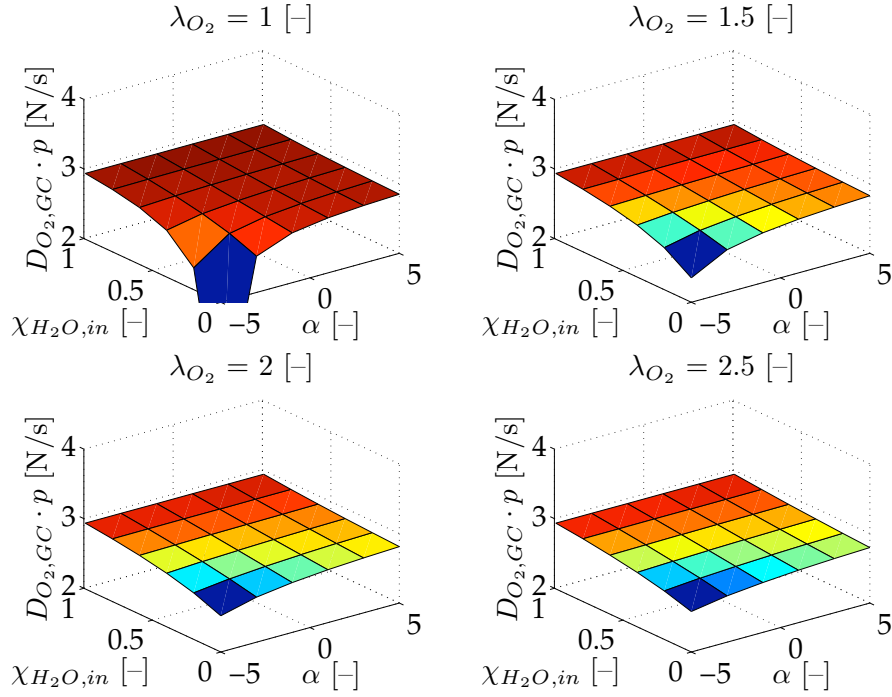 λ_{O_2} = 1 [–]
D_{O_2,GC} · p [N/s]
4
3
2
1
0.5
0
χ_{H_2O,in} [–]
−5
0
5
α [–]
λ_{O_2} = 1.5 [–]
D_{O_2,GC} · p [N/s]
4
3
2
1
0.5
0
χ_{H_2O,in} [–]
−5
0
5
α [–]
λ_{O_2} = 2 [–]
D_{O_2,GC} · p [N/s]
4
3
2
1
0.5
0
χ_{H_2O,in} [–]
−5
0
5
α [–]
λ_{O_2} = 2.5 [–]
D_{O_2,GC} · p [N/s]
4
3
2
1
0.5
0
χ_{H_2O,in} [–]
−5
0
5
α [–]